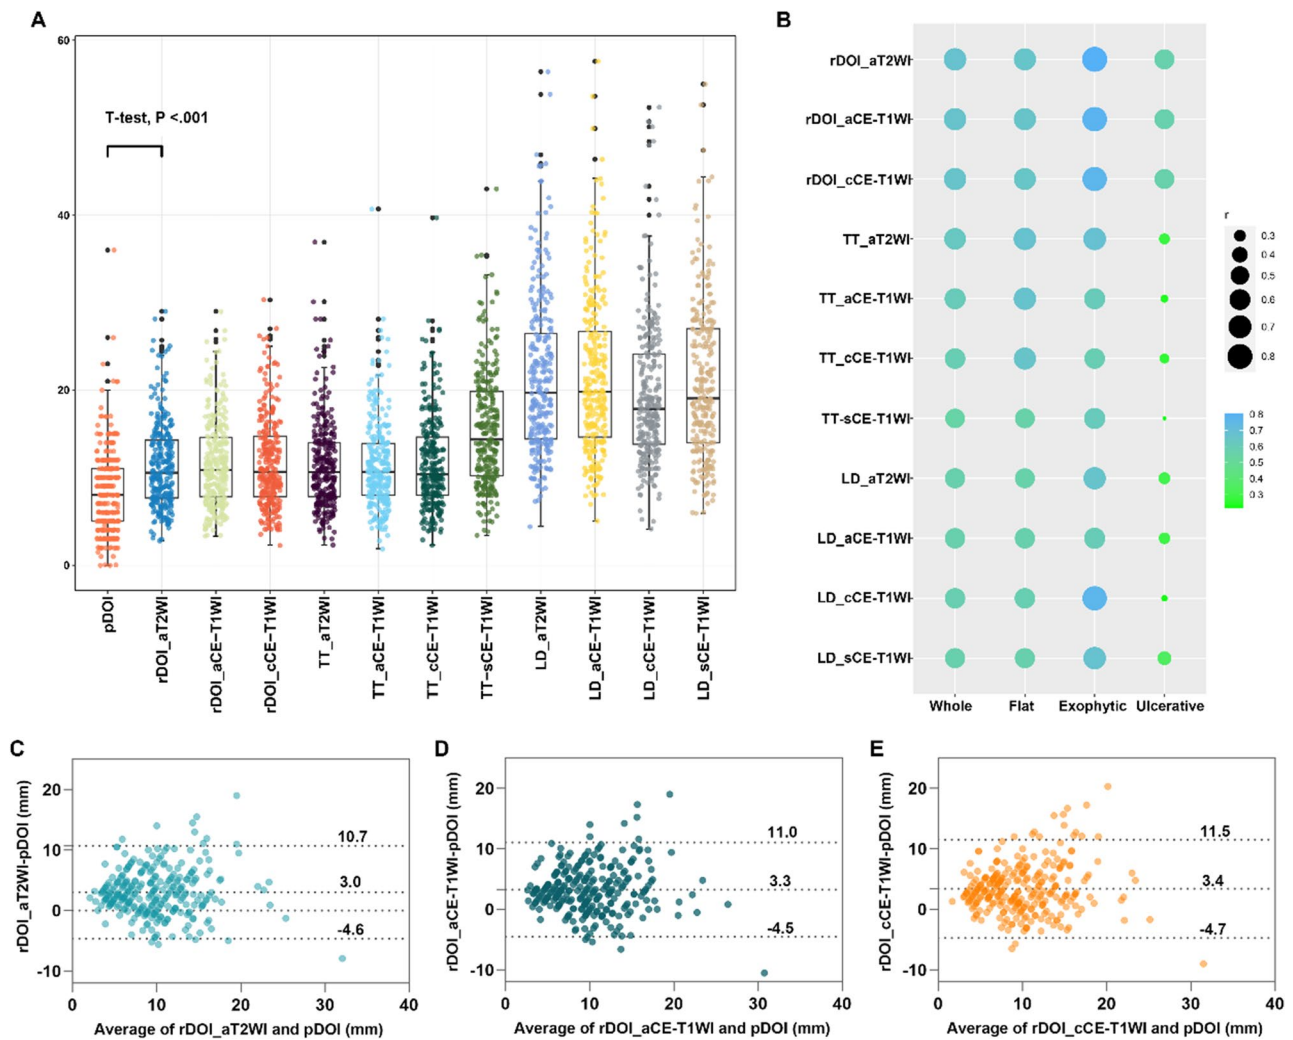 A
60
40
20
0
T-test, P <.001
pDOI
rDOI_aT2WI
rDOI_aCE−T1WI
rDOI_cCE−T1WI
TT_aT2WI
TT_aCE−T1WI
TT_cCE−T1WI
TT−sCE−T1WI
LD_aT2WI
LD_aCE−T1WI
LD_cCE−T1WI
LD_sCE−T1WI
B
rDOI_aT2WI
rDOI_aCE-T1WI
rDOI_cCE-T1WI
TT_aT2WI
TT_aCE-T1WI
TT_cCE-T1WI
TT-sCE-T1WI
LD_aT2WI
LD_aCE-T1WI
LD_cCE-T1WI
LD_sCE-T1WI
Whole Flat Exophytic Ulcerative
r
0.3
0.4
0.5
0.6
0.7
0.8
0.8
0.7
0.6
0.5
0.4
0.3
C
rDOI_aT2WI-pDOI (mm)
20
10
0
-10
10.7
3.0
-4.6
0 10 20 30 40
Average of rDOI_aT2WI and pDOI (mm)
D
rDOI_aCE-T1WI-pDOI (mm)
20
10
0
-10
11.0
3.3
-4.5
0 10 20 30 40
Average of rDOI_aCE-T1WI and pDOI (mm)
E
rDOI_cCE-T1WI-pDOI (mm)
20
10
0
-10
11.5
3.4
-4.7
0 10 20 30 40
Average of rDOI_cCE-T1WI and pDOI (mm)